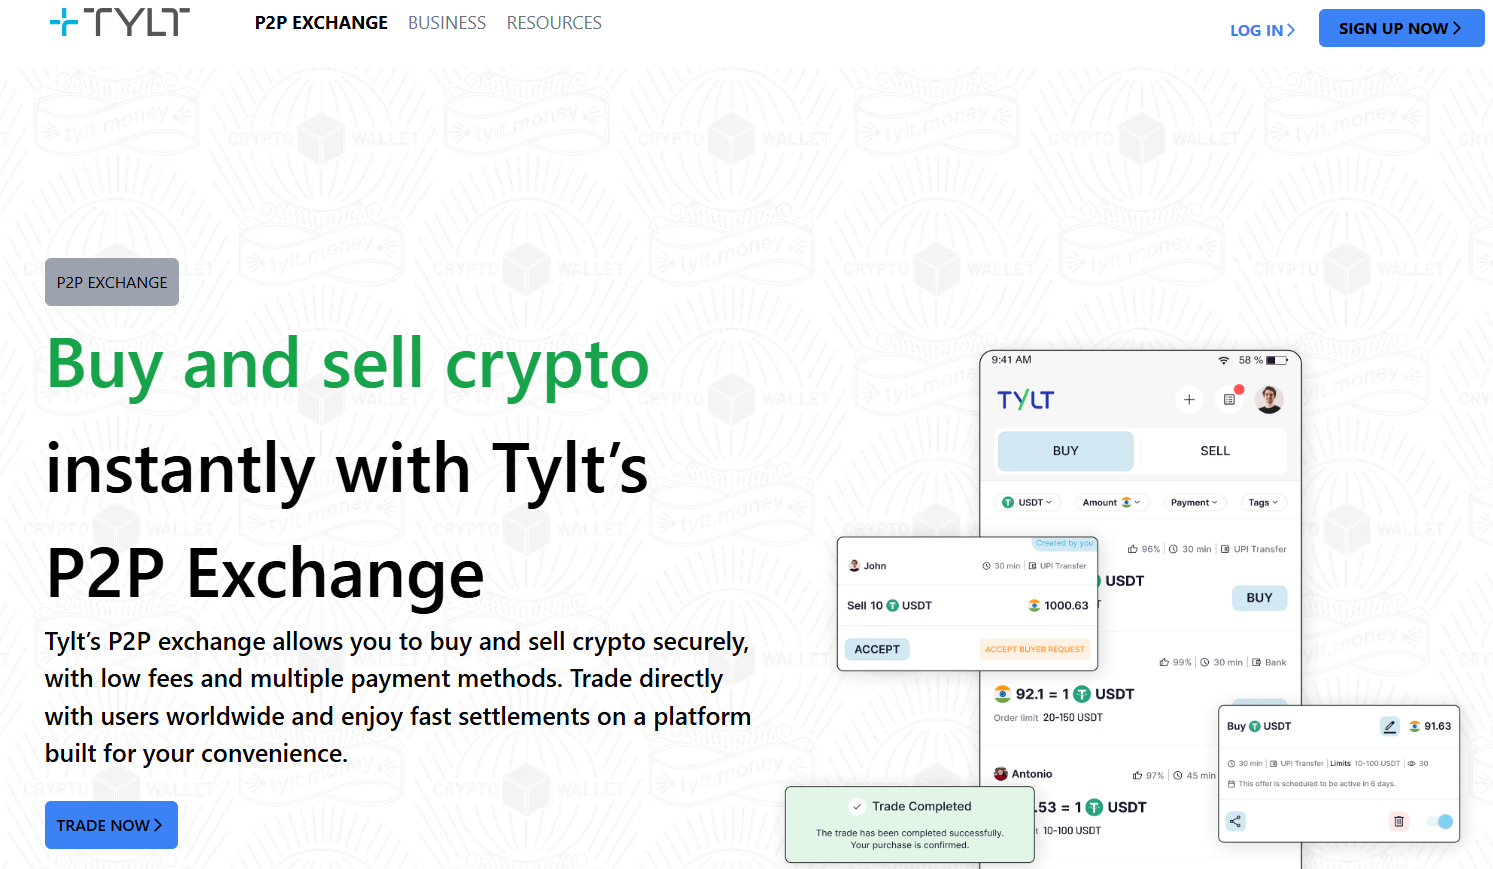 TYLT
P2P EXCHANGE
BUSINESS
RESOURCES
LOG IN
SIGN UP NOW
tylt.money
CRYPTO WALLET
P2P EXCHANGE
Buy and sell crypto
instantly with Tylt’s
P2P Exchange
Tylt’s P2P exchange allows you to buy and sell crypto securely,
with low fees and multiple payment methods. Trade directly
with users worldwide and enjoy fast settlements on a platform
built for your convenience.
TRADE NOW
9:41 AM 58 %
TYLT
BUY SELL
USDT Amount Payment Tags
96% 30 min UPI Transfer
USDT
BUY
Created by you
John 30 min UPI Transfer
Sell 10 USDT 1000.63
ACCEPT ACCEPT BUYER REQUEST
99% 30 min Bank
92.1 = 1 USDT
Order limit 20-150 USDT
Antonio 97% 45 min
.53 = 1 USDT
10-100 USDT
Buy USDT 91.63
30 min UPI Transfer Limits 10-100 USDT 30
This offer is scheduled to be active in 6 days.
Trade Completed
The trade has been completed successfully.
Your purchase is confirmed.